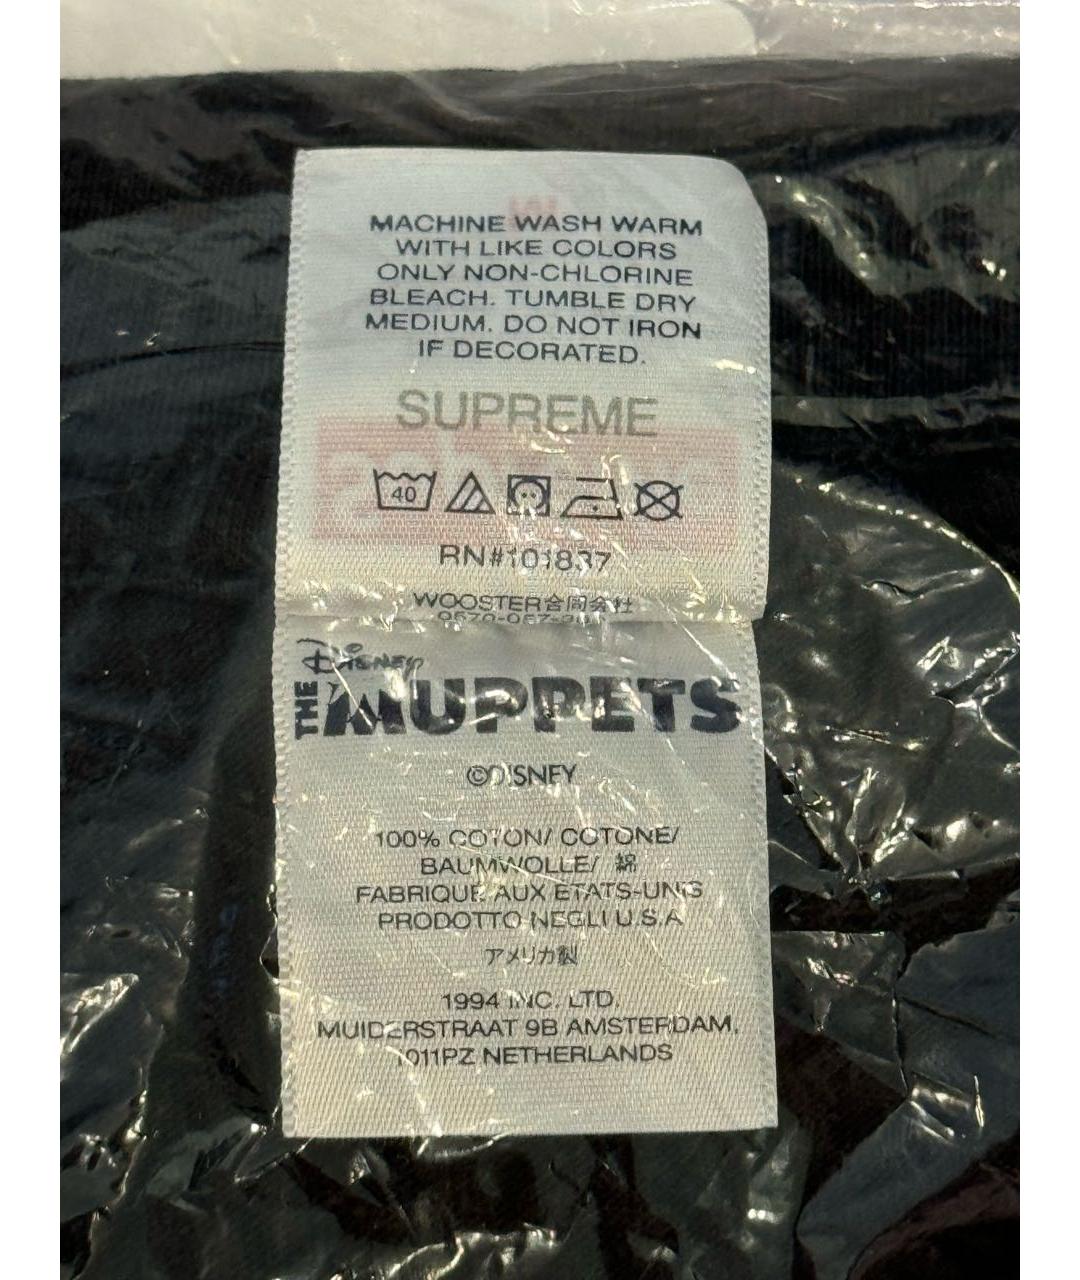 MACHINE WASH WARM
WITH LIKE COLORS
ONLY NON-CHLORINE
BLEACH. TUMBLE DRY
MEDIUM. DO NOT IRON
IF DECORATED.
SUPREME
40
RN#101837
WOOSTER合同会社
DISNEY
THE MUPPETS
©DISNEY
100% COTON/ COTONE/
BAUMWOLLE/ 綿
FABRIQUE AUX ETATS-UNIS
PRODOTTO NEGLI U.S.A
アメリカ製
1994 INC. LTD.
MUIDERSTRAAT 9B AMSTERDAM,
1011PZ NETHERLANDS